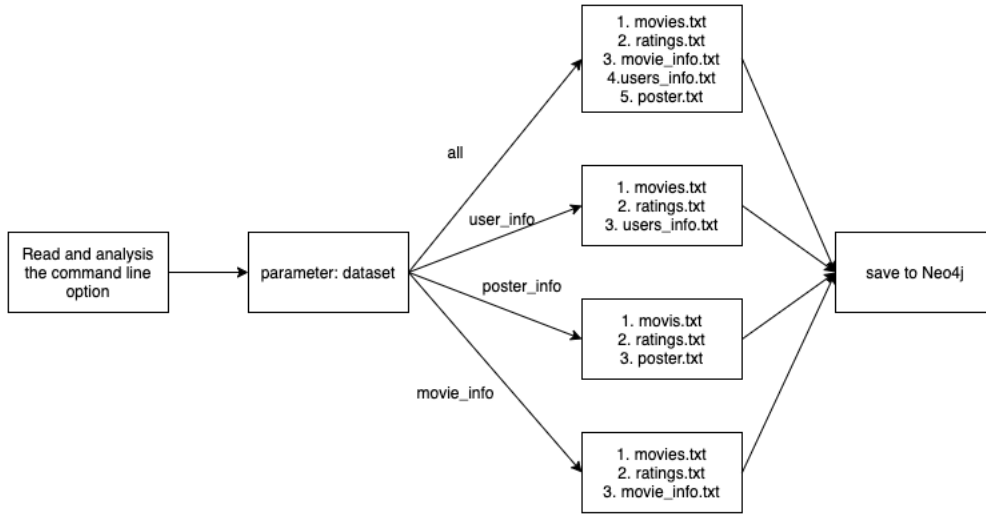 Read and analysis
the command line
option
parameter: dataset
all
user_info
poster_info
movie_info
1. movies.txt
2. ratings.txt
3. movie_info.txt
4.users_info.txt
5. poster.txt
1. movies.txt
2. ratings.txt
3. users_info.txt
1. movis.txt
2. ratings.txt
3. poster.txt
1. movies.txt
2. ratings.txt
3. movie_info.txt
save to Neo4j